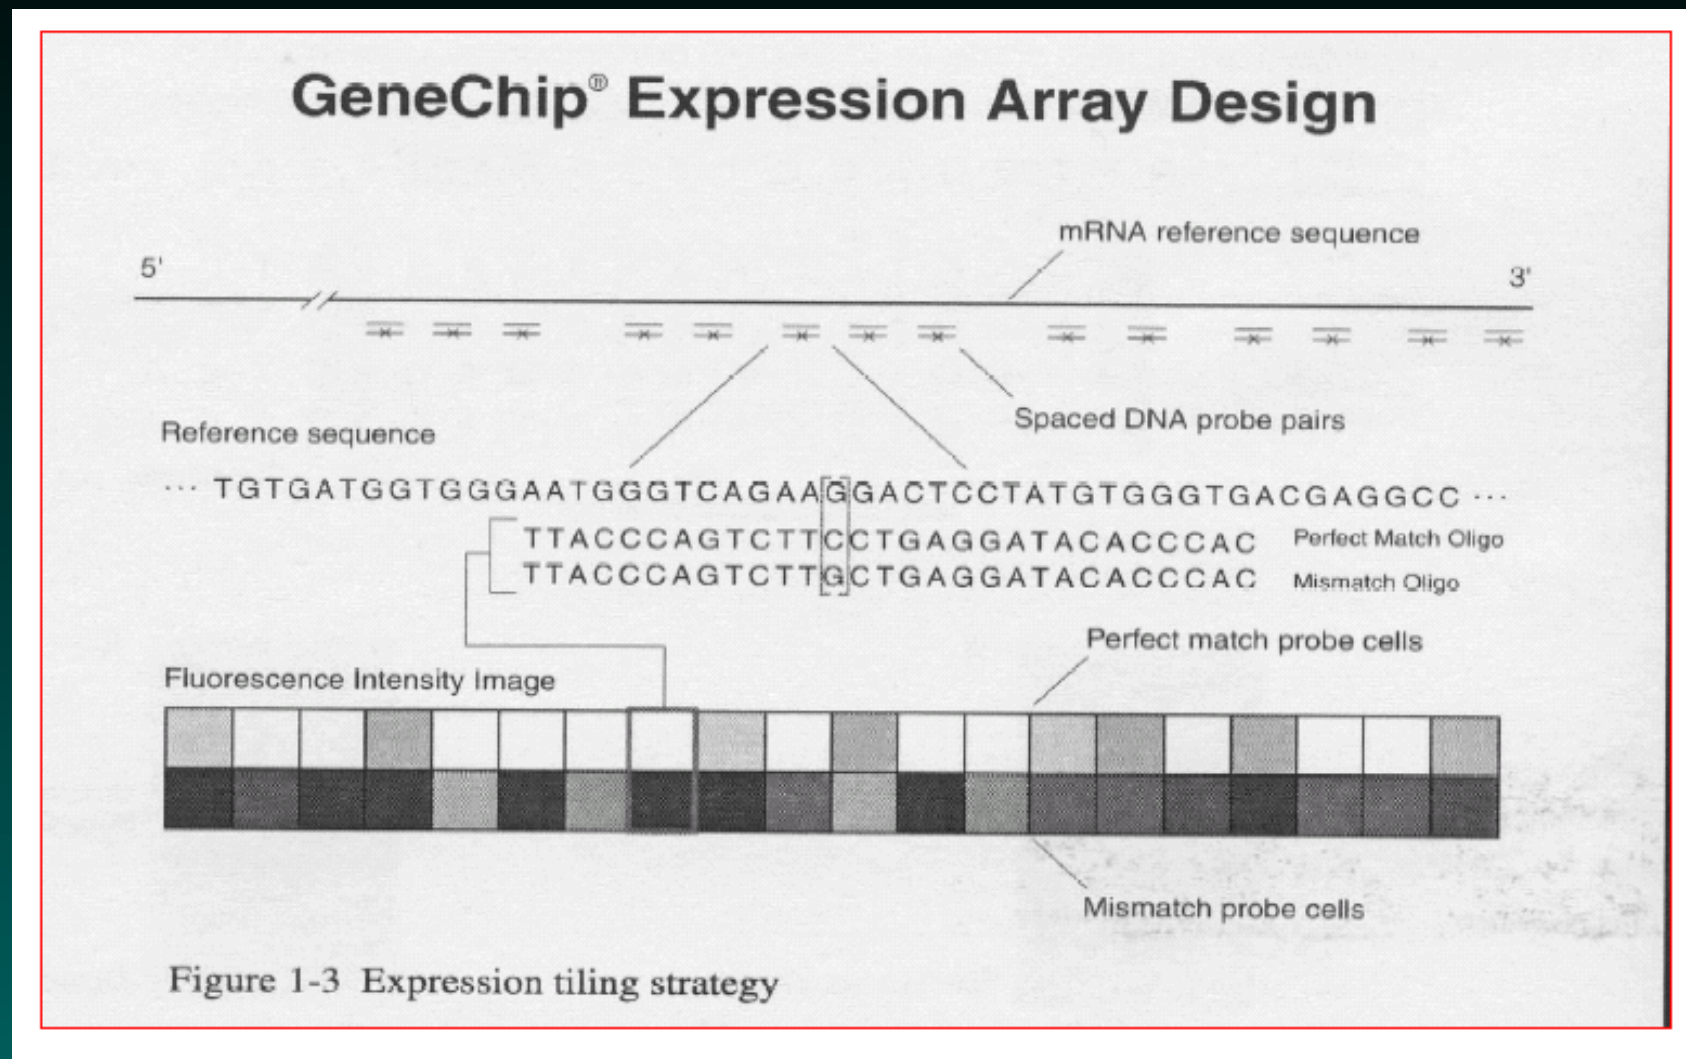 GeneChip® Expression Array Design
mRNA reference sequence
5'
3'
Spaced DNA probe pairs
Reference sequence
··· TGTGATGGTGGGAATGGGTCAGAAGGACTCCTATGTGGGTGACGAGGCC ···
TTACCCAGTCTTCCTGAGGATACACCCAC Perfect Match Oligo
TTACCCAGTCTTGCTGAGGATACACCCAC Mismatch Oligo
Perfect match probe cells
Fluorescence Intensity Image
Mismatch probe cells
Figure 1-3 Expression tiling strategy